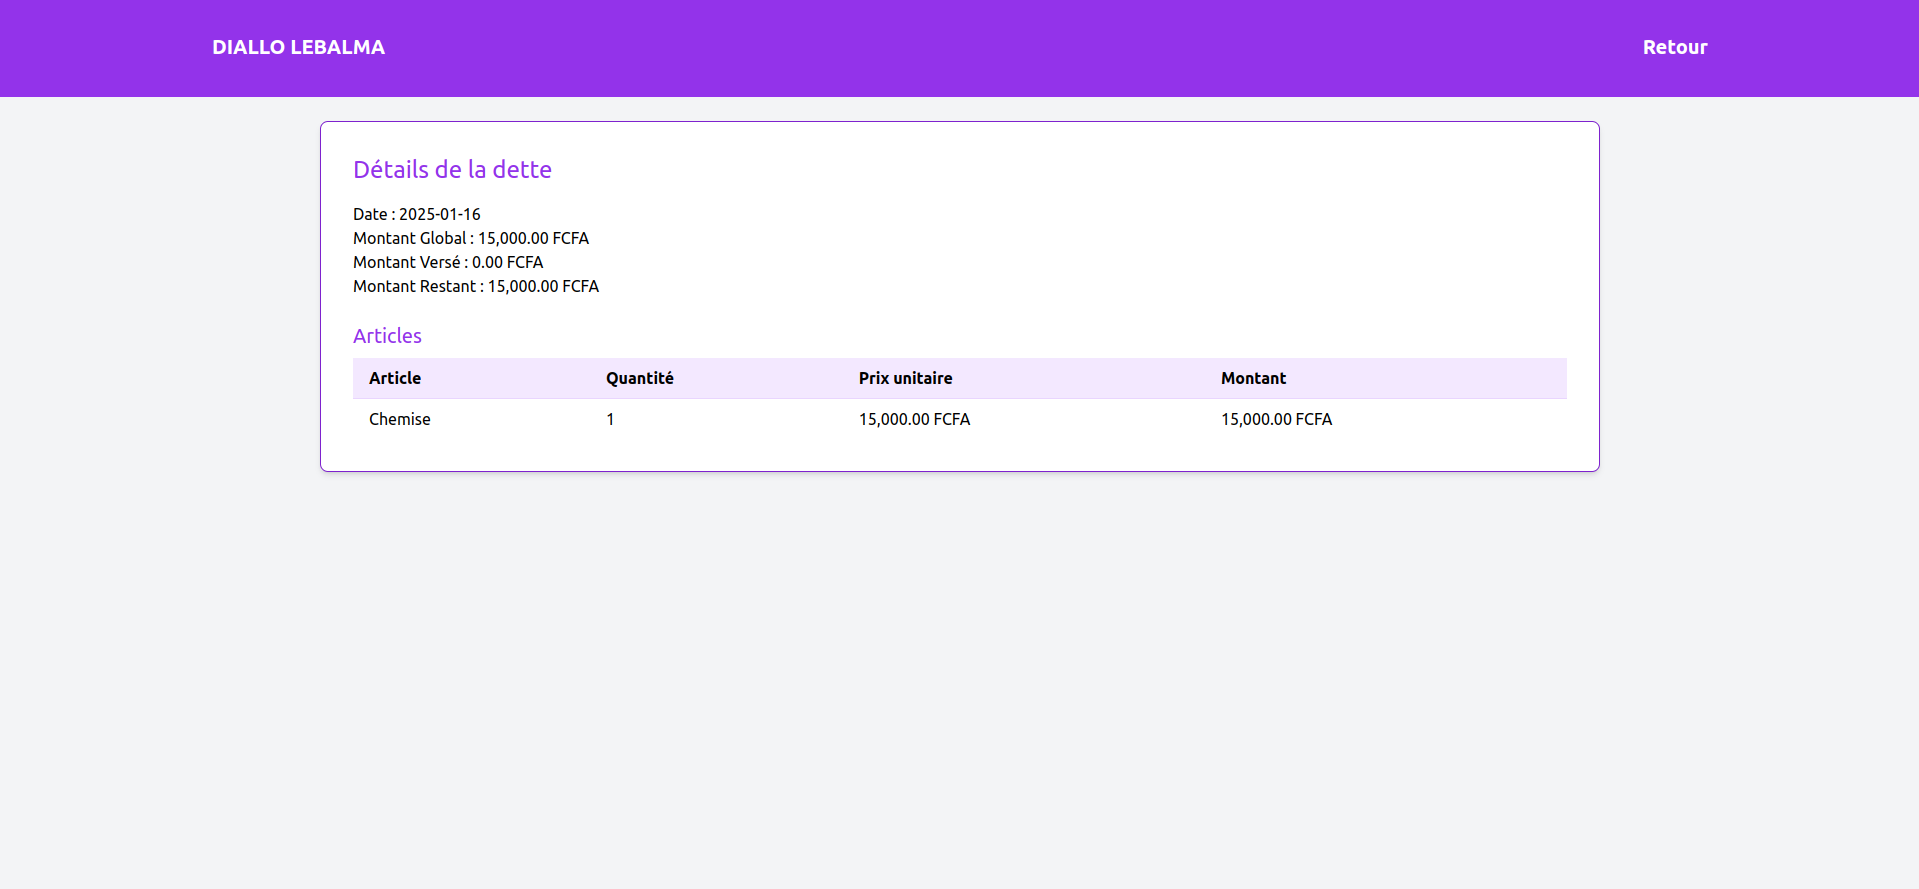 DIALLO LEBALMA
Retour
Détails de la dette
Date : 2025-01-16
Montant Global : 15,000.00 FCFA
Montant Versé : 0.00 FCFA
Montant Restant : 15,000.00 FCFA
Articles
Article Quantité Prix unitaire Montant
Chemise 1 15,000.00 FCFA 15,000.00 FCFA